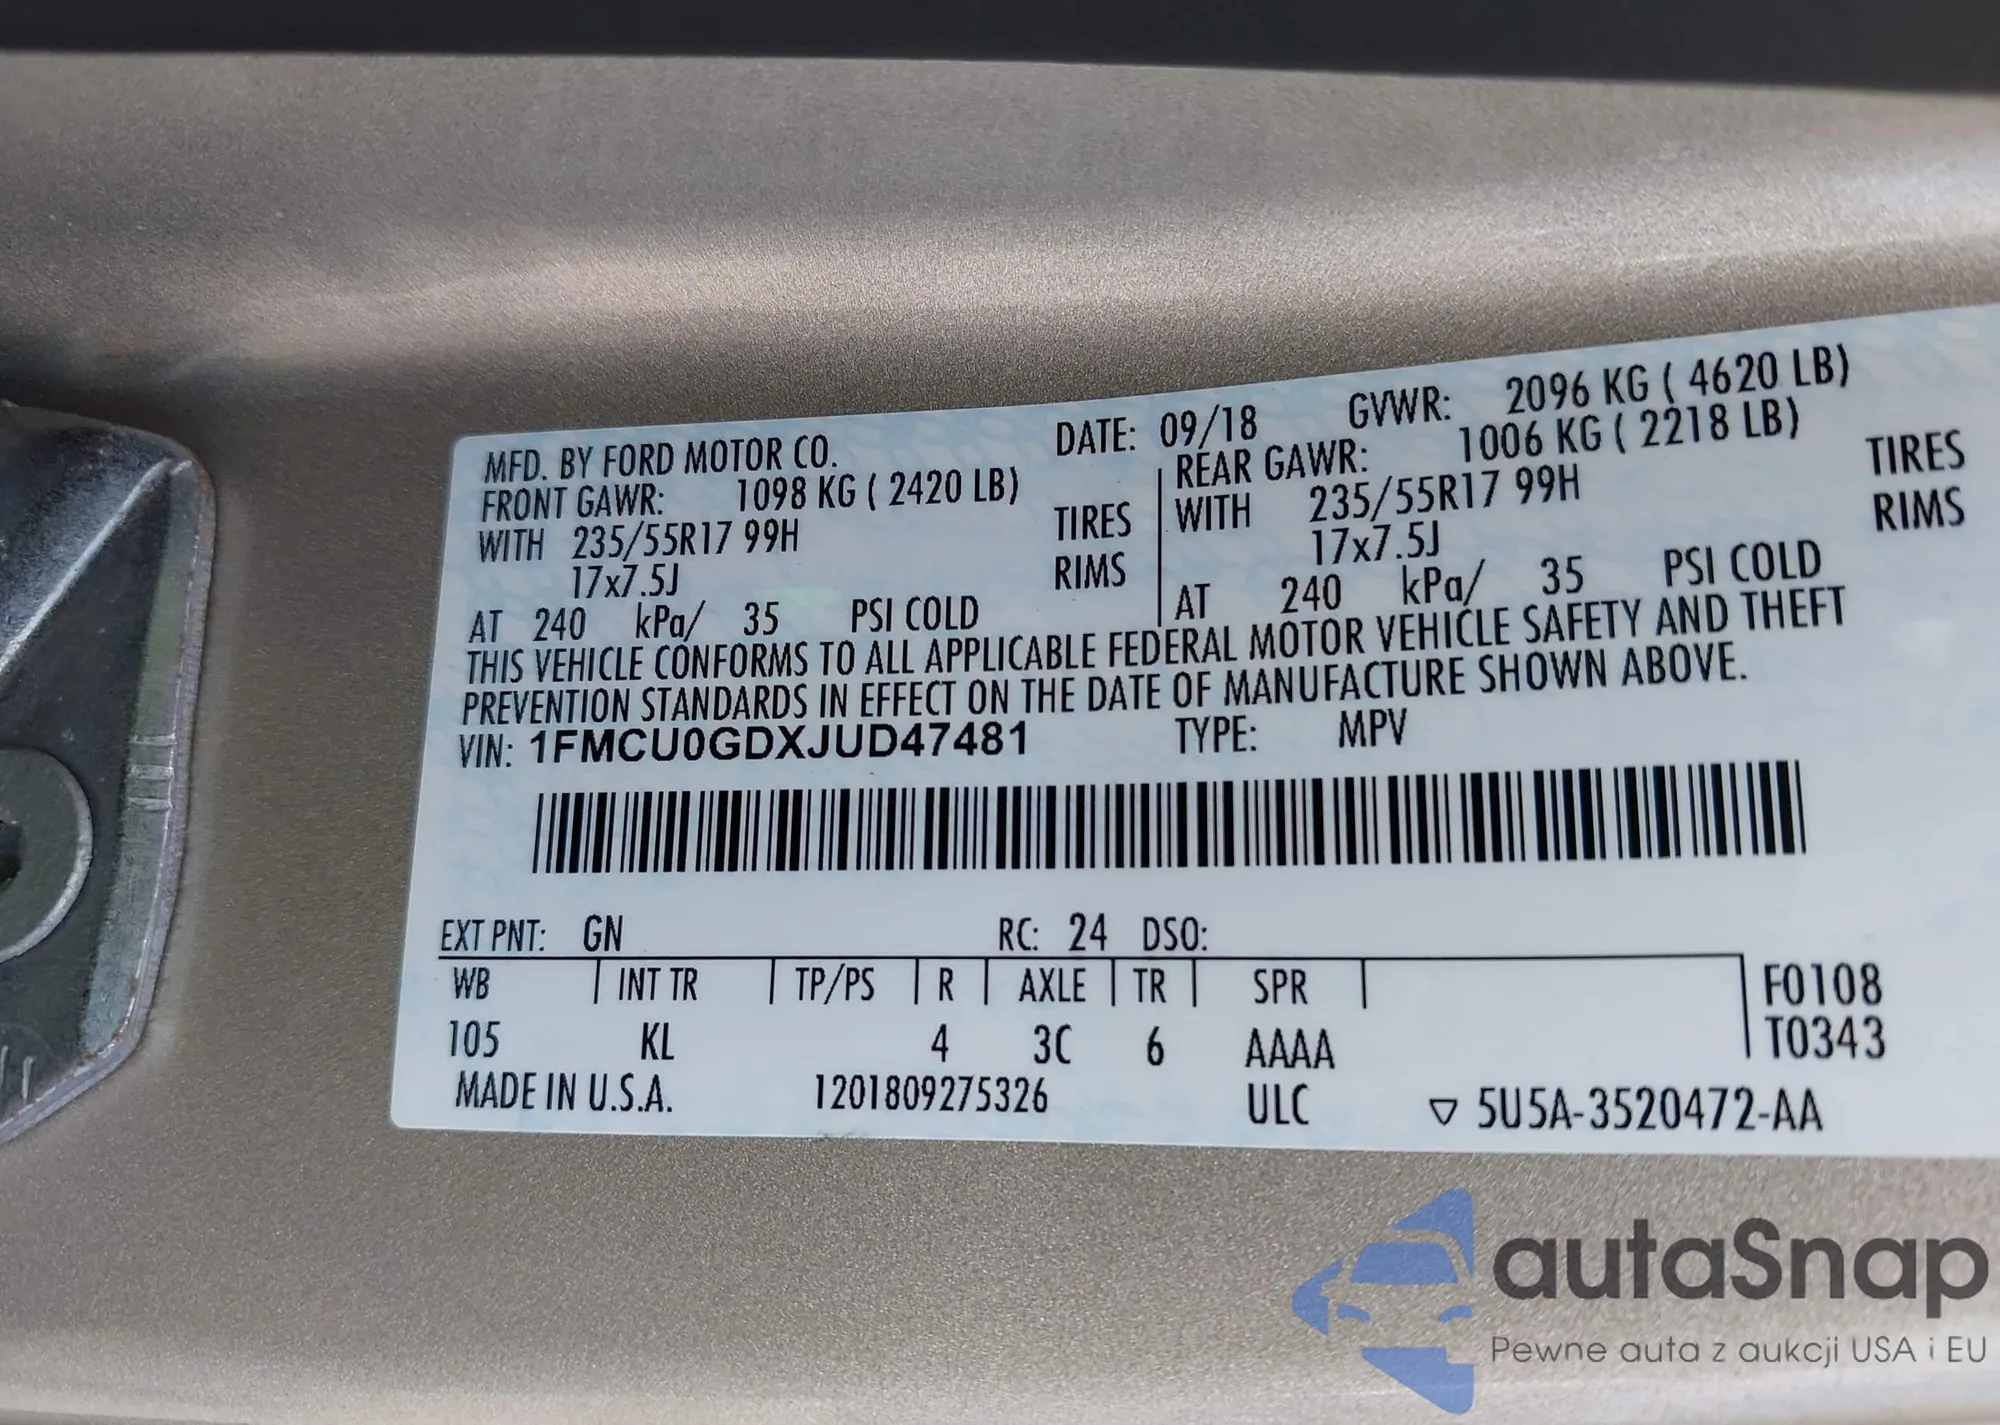 MFD. BY FORD MOTOR CO. DATE: 09/18 GVWR: 2096 KG ( 4620 LB)
FRONT GAWR: 1098 KG ( 2420 LB) REAR GAWR: 1006 KG ( 2218 LB)
WITH 235/55R17 99H TIRES WITH 235/55R17 99H TIRES
17x7.5J RIMS 17x7.5J RIMS
AT 240 kPa/ 35 PSI COLD AT 240 kPa/ 35 PSI COLD
THIS VEHICLE CONFORMS TO ALL APPLICABLE FEDERAL MOTOR VEHICLE SAFETY AND THEFT
PREVENTION STANDARDS IN EFFECT ON THE DATE OF MANUFACTURE SHOWN ABOVE.
VIN: 1FMCU0GDXJUD47481 TYPE: MPV
EXT PNT: GN RC: 24 DSO:
WB INT TR TP/PS R AXLE TR SPR F0108
105 KL 4 3C 6 AAAA T0343
MADE IN U.S.A. 1201809275326 ULC ▽ 5U5A-3520472-AA
autaSnap
Pewne auta z aukcji USA i EU